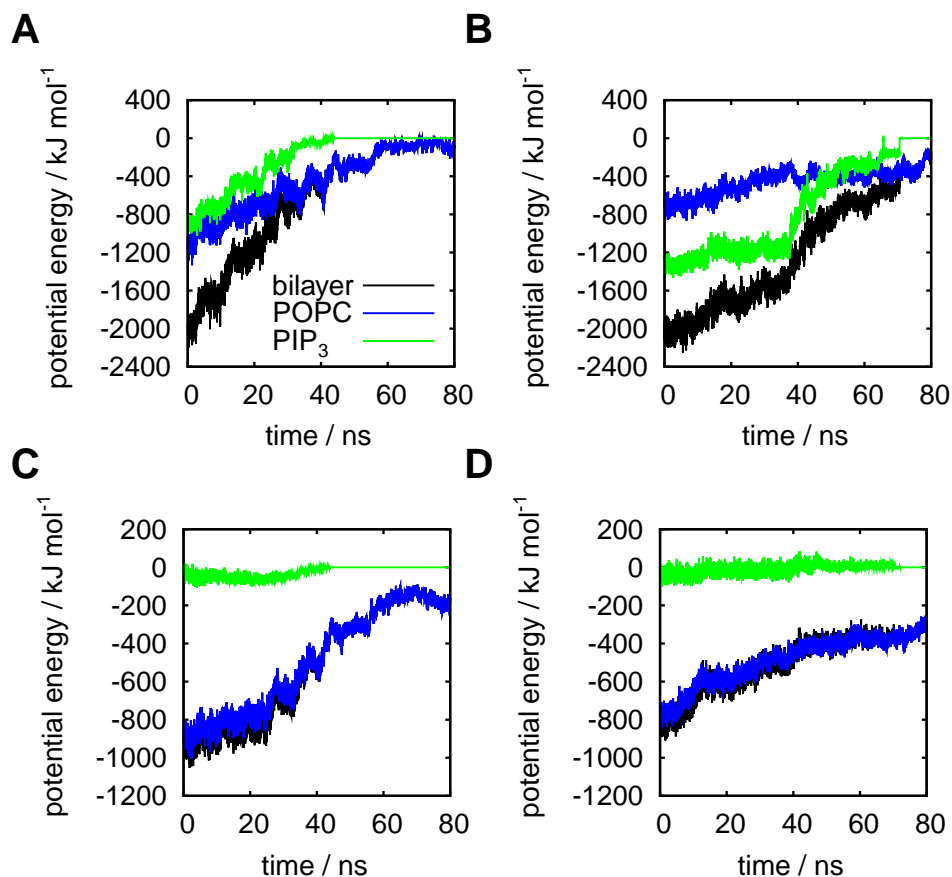 A
potential energy / kJ mol⁻¹
400
0
-400
-800
-1200
-1600
-2000
-2400
bilayer
POPC
PIP₃
0 20 40 60 80
time / ns
B
potential energy / kJ mol⁻¹
400
0
-400
-800
-1200
-1600
-2000
-2400
0 20 40 60 80
time / ns
C
potential energy / kJ mol⁻¹
200
0
-200
-400
-600
-800
-1000
-1200
0 20 40 60 80
time / ns
D
potential energy / kJ mol⁻¹
200
0
-200
-400
-600
-800
-1000
-1200
0 20 40 60 80
time / ns